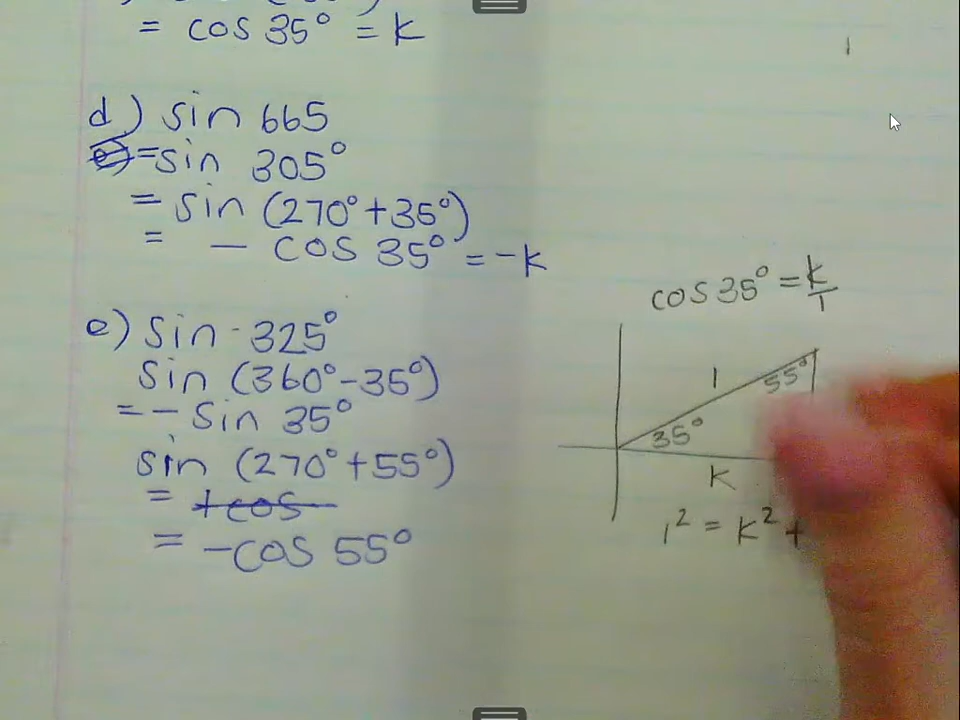 = cos 35° = k
d) sin 665
= sin 305°
= sin (270° + 35°)
= - cos 35° = -k
e) sin 325°
sin (360° - 35°)
= - sin 35°
sin (270° + 55°)
= +cos
= -cos 55°
cos 35° = k/1
1
55°
35°
k
1² = k² +